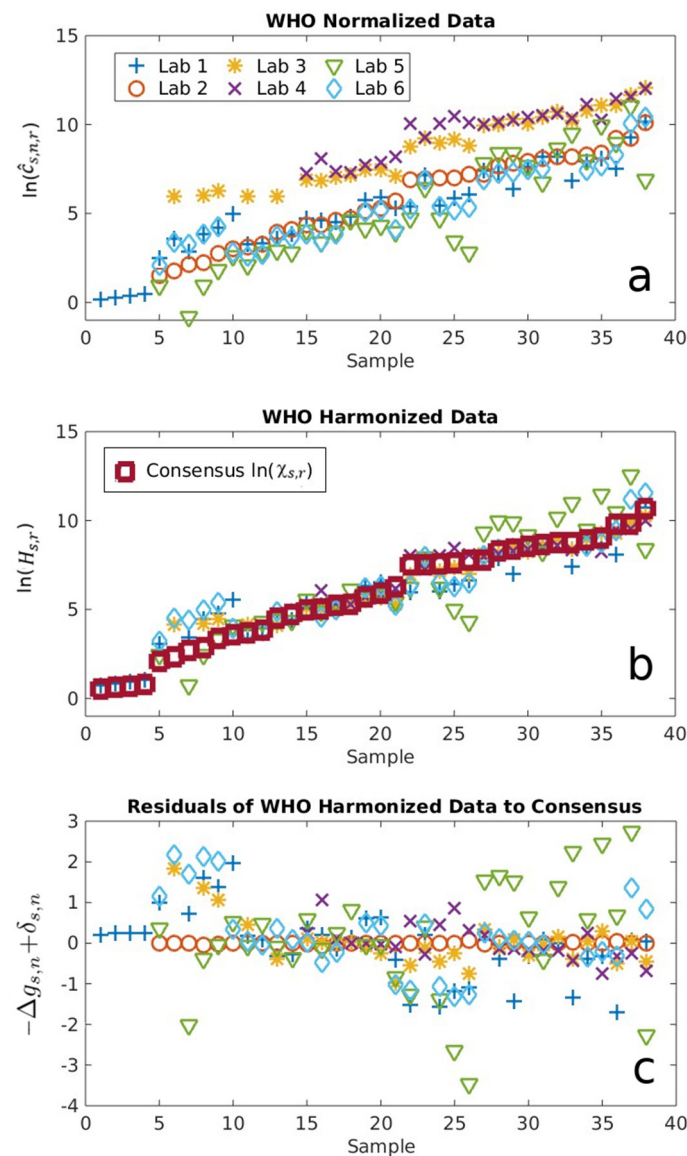 WHO Normalized Data
15
Lab 1 Lab 3 Lab 5
Lab 2 Lab 4 Lab 6
10
ln(ĉs,n,r)
5
0
a
0 5 10 15 20 25 30 35 40
Sample
WHO Harmonized Data
15
Consensus ln(χs,r)
10
ln(Hs,r)
5
0
b
0 5 10 15 20 25 30 35 40
Sample
Residuals of WHO Harmonized Data to Consensus
3
2
1
0
−Δgs,n+δs,n
-1
-2
-3
c
-4
0 5 10 15 20 25 30 35 40
Sample